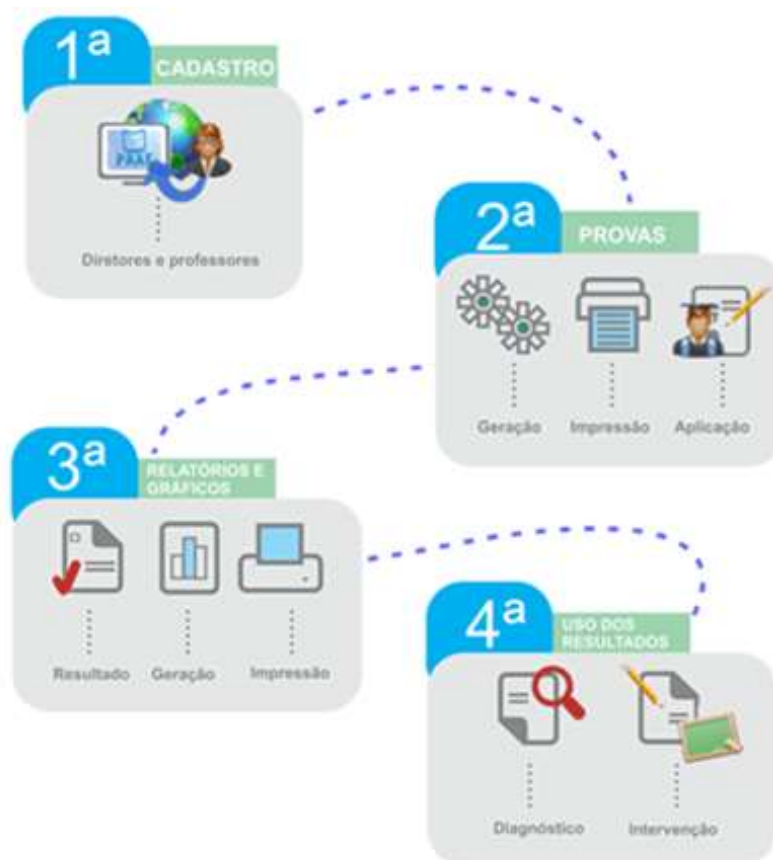 1ª
CADASTRO
PAAE
Diretores e professores
2ª
PROVAS
Geração Impressão Aplicação
3ª
RELATÓRIOS E
GRÁFICOS
Resultado Geração Impressão
4ª
USO DOS
RESULTADOS
Diagnóstico Intervenção